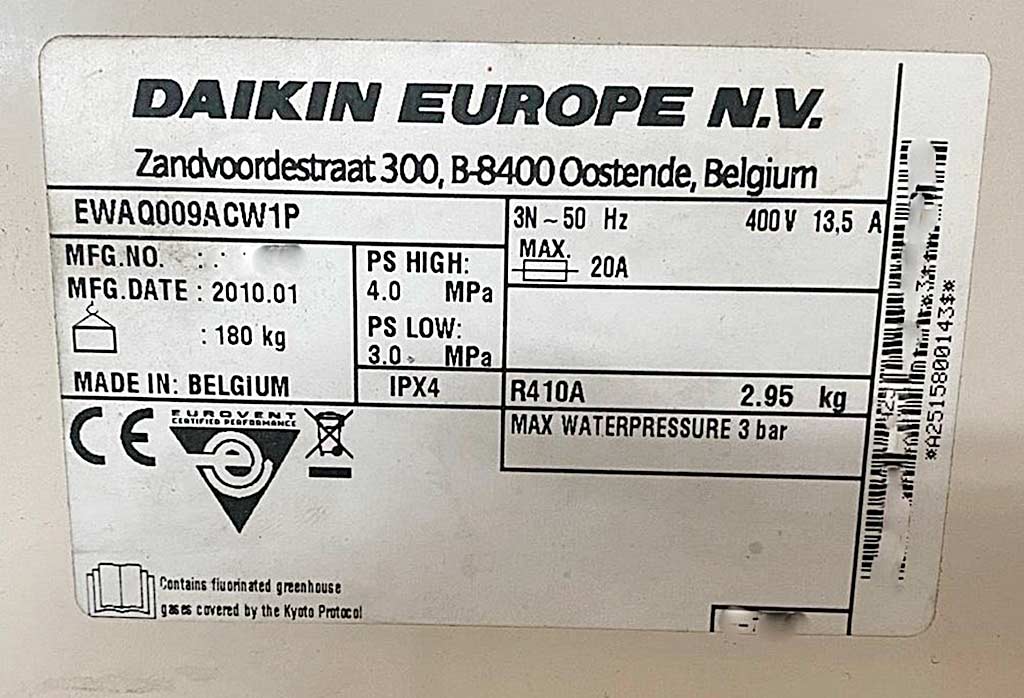 DAIKIN EUROPE N.V.
Zandvoordestraat 300, B-8400 Oostende, Belgium
EWAQ009ACW1P
3N ~ 50 Hz 400 V 13,5 A
MAX.
20A
MFG.NO. :
MFG.DATE : 2010.01
: 180 kg
MADE IN: BELGIUM
PS HIGH:
4.0 MPa
PS LOW:
3.0 MPa
IPX4
R410A 2.95 kg
MAX WATERPRESSURE 3 bar
CE
EUROVENT
CERTIFIED PERFORMANCE
Contains fluorinated greenhouse
gases covered by the Kyoto Protocol
*A2515800143$*